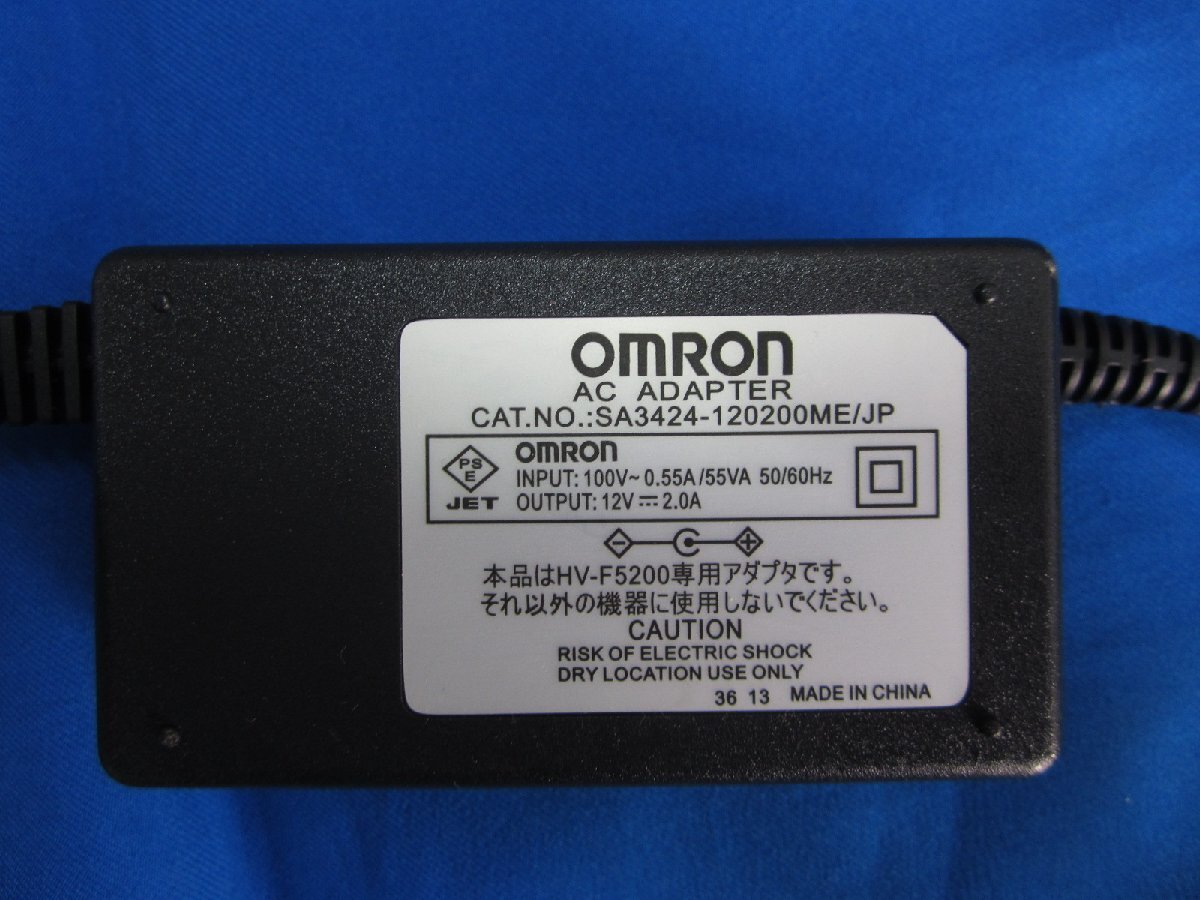 OMRON
AC ADAPTER
CAT.NO.:SA3424-120200ME/JP
PS
E
JET
OMRON
INPUT: 100V~ 0.55A/55VA 50/60Hz
OUTPUT: 12V⎓2.0A
本品はHV-F5200専用アダプタです。
それ以外の機器に使用しないでください。
CAUTION
RISK OF ELECTRIC SHOCK
DRY LOCATION USE ONLY
36 13 MADE IN CHINA